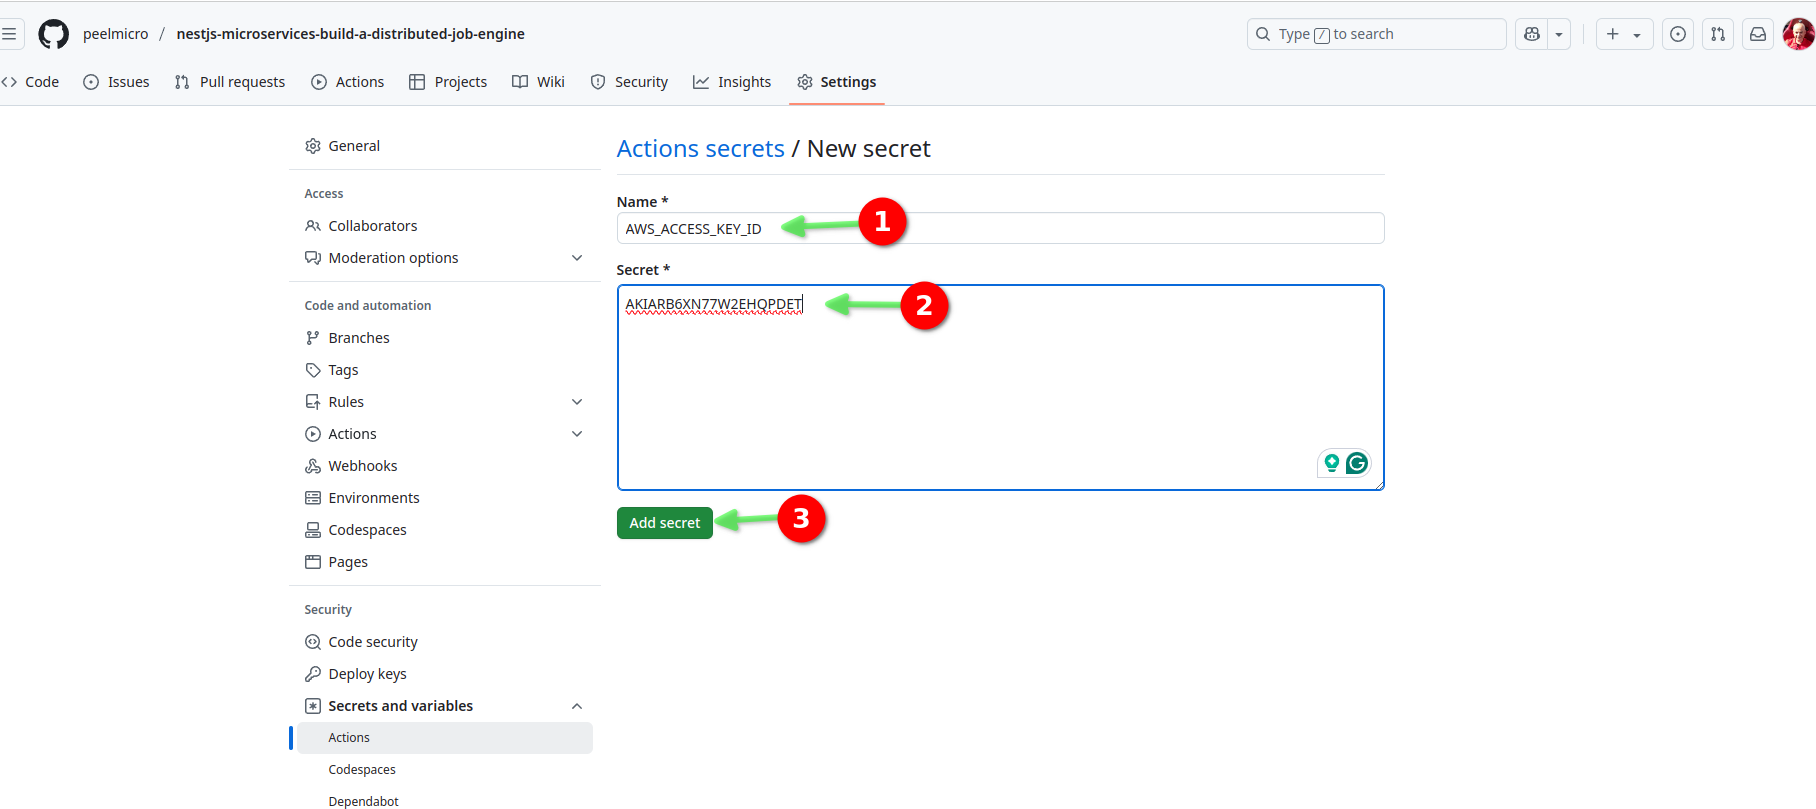 peelmicro / nestjs-microservices-build-a-distributed-job-engine
Type / to search
Code
Issues
Pull requests
Actions
Projects
Wiki
Security
Insights
Settings
General
Access
Collaborators
Moderation options
Code and automation
Branches
Tags
Rules
Actions
Webhooks
Environments
Codespaces
Pages
Security
Code security
Deploy keys
Secrets and variables
Actions
Codespaces
Dependabot
Actions secrets / New secret
Name *
AWS_ACCESS_KEY_ID
1
Secret *
AKIARB6XN77W2EHQPDET
2
Add secret
3